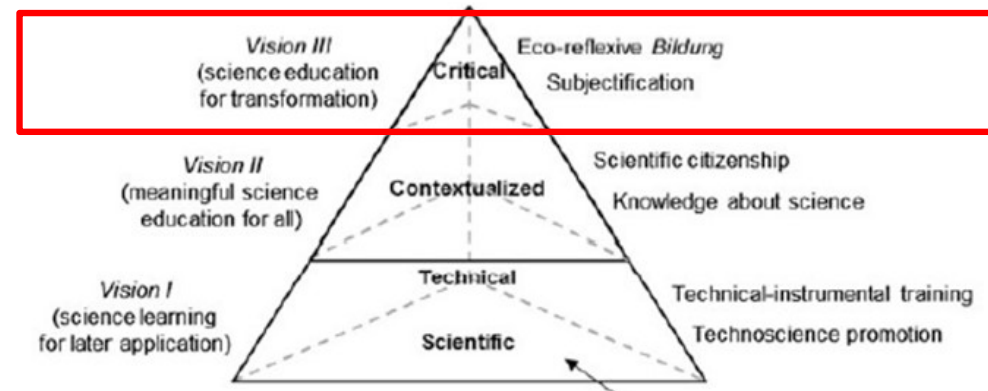 Vision III
(science education
for transformation)
Critical
Eco-reflexive Bildung
Subjectification
Vision II
(meaningful science
education for all)
Contextualized
Scientific citizenship
Knowledge about science
Vision I
(science learning
for later application)
Technical
Scientific
Technical-instrumental training
Technoscience promotion